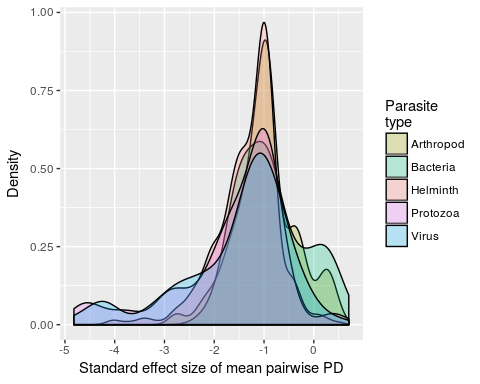 1.00
0.75
0.50
0.25
0.00
Density
-5 -4 -3 -2 -1 0
Standard effect size of mean pairwise PD
Parasite
type
Arthropod
Bacteria
Helminth
Protozoa
Virus